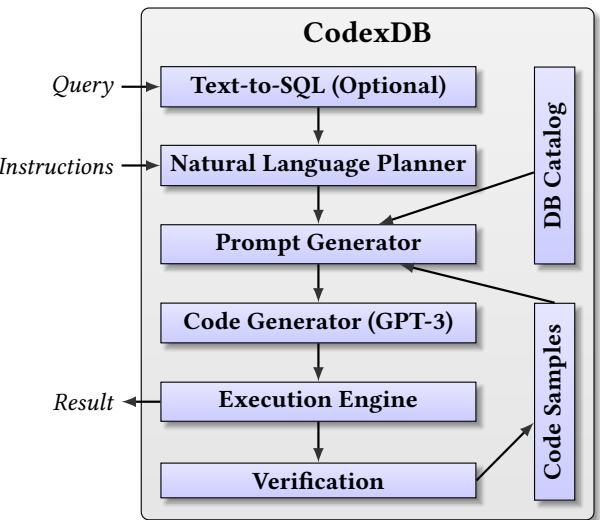 CodexDB
Query
Text-to-SQL (Optional)
Instructions
Natural Language Planner
DB Catalog
Prompt Generator
Code Generator (GPT-3)
Code Samples
Result
Execution Engine
Verification